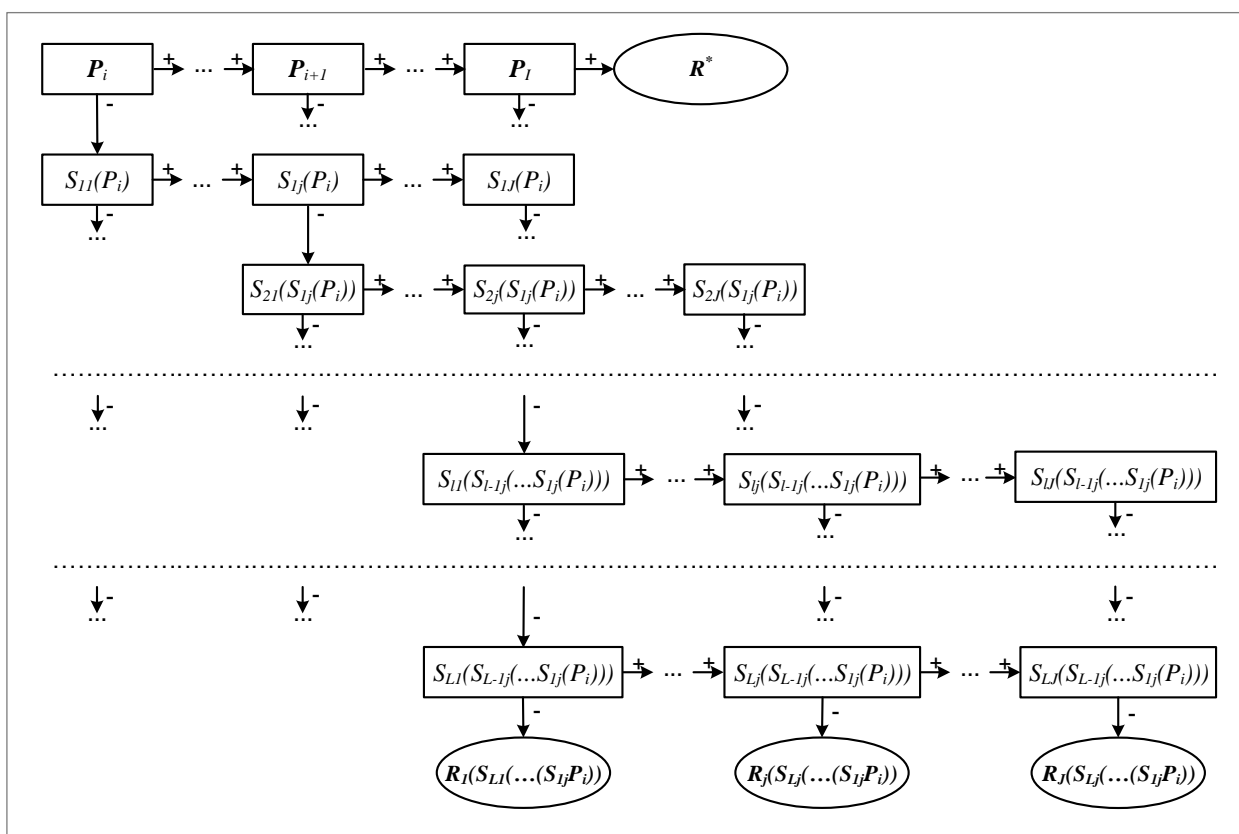 P_i + ... + P_{i+1} + ... + P_I + R^*
- - -
... ...
S_{11}(P_i) + ... + S_{1j}(P_i) + ... + S_{1J}(P_i)
- - -
... ...
S_{21}(S_{1j}(P_i)) + ... + S_{2j}(S_{1j}(P_i)) + ... + S_{2J}(S_{1j}(P_i))
- - -
... ... ...
- - - -
... ... ...
S_{l1}(S_{l-1j}(...S_{1j}(P_i))) + ... + S_{lj}(S_{l-1j}(...S_{1j}(P_i))) + ... + S_{lJ}(S_{l-1j}(...S_{1j}(P_i)))
- - -
... ... ...
- - - - -
... ... ... ...
S_{L1}(S_{L-1j}(...S_{1j}(P_i))) + ... + S_{Lj}(S_{L-1j}(...S_{1j}(P_i))) + ... + S_{LJ}(S_{L-1j}(...S_{1j}(P_i)))
- - -
R_1(S_{L1}(…(S_{1j}P_i)) R_j(S_{Lj}(…(S_{1j}P_i)) R_J(S_{Lj}(…(S_{1j}P_i))